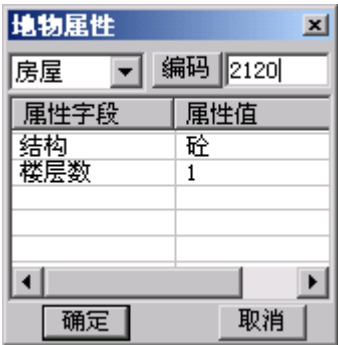 地物属性
房屋 编码 2120
属性字段 属性值
结构 砼
楼层数 1
确定 取消